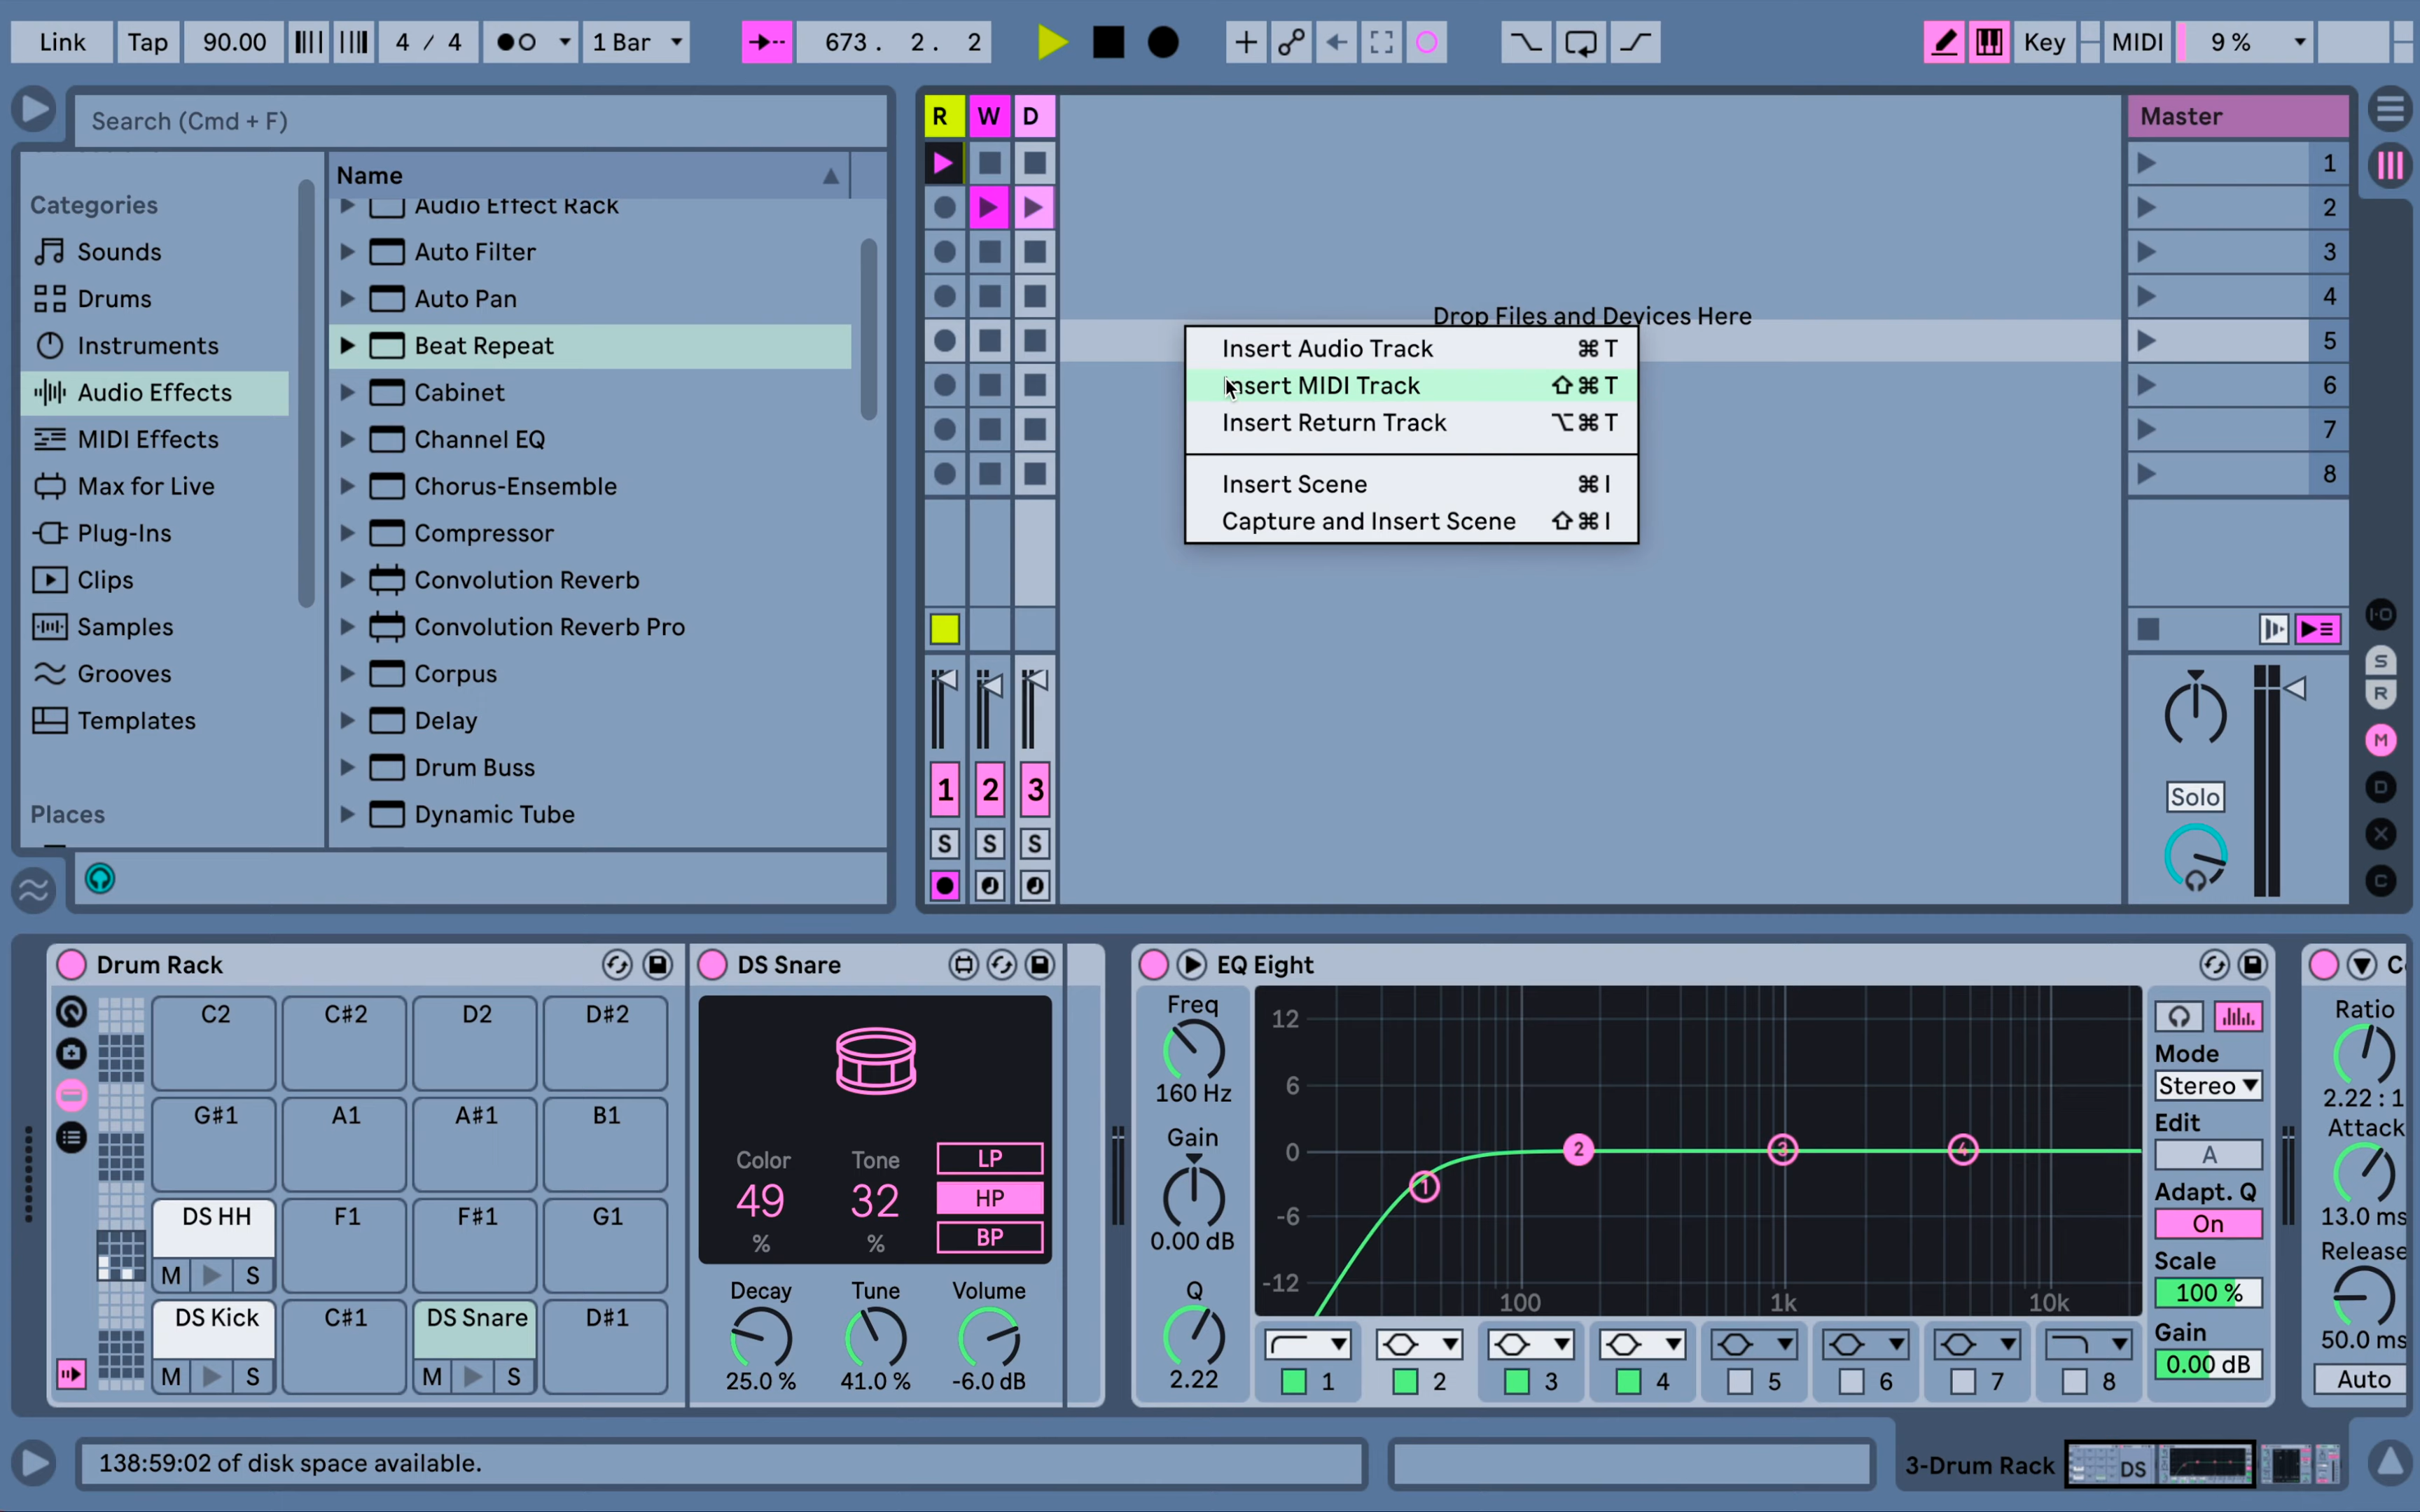 Link Tap 90.00 4 / 4 1 Bar 673. 2. 2 Key MIDI 9 %
Search (Cmd + F)
Categories
Sounds
Drums
Instruments
Audio Effects
MIDI Effects
Max for Live
Plug-Ins
Clips
Samples
Grooves
Templates
Places
Name
Audio Effect Rack
Auto Filter
Auto Pan
Beat Repeat
Cabinet
Channel EQ
Chorus-Ensemble
Compressor
Convolution Reverb
Convolution Reverb Pro
Corpus
Delay
Drum Buss
Dynamic Tube
R W D
Drop Files and Devices Here
Insert Audio Track ⌘ T
Insert MIDI Track ⇧ ⌘ T
Insert Return Track ⌥ ⌘ T
Insert Scene ⌘ I
Capture and Insert Scene ⇧ ⌘ I
1 2 3
S S S
Master
1
2
3
4
5
6
7
8
Solo
I·O
S
R
M
D
X
C
Drum Rack
C2 C#2 D2 D#2
G#1 A1 A#1 B1
DS HH F1 F#1 G1
M S
DS Kick C#1 DS Snare D#1
M S M S
DS Snare
Color Tone LP
49 32 HP
% % BP
Decay Tune Volume
25.0 % 41.0 % -6.0 dB
EQ Eight
Freq
160 Hz
Gain
0.00 dB
Q
2.22
12
6
0
-6
-12
100 1k 10k
1 2 3 4
1 2 3 4 5 6 7 8
Mode
Stereo
Edit
A
Adapt. Q
On
Scale
100 %
Gain
0.00 dB
Ratio
2.22 : 1
Attack
13.0 ms
Release
50.0 ms
Auto
138:59:02 of disk space available.
3-Drum Rack DS